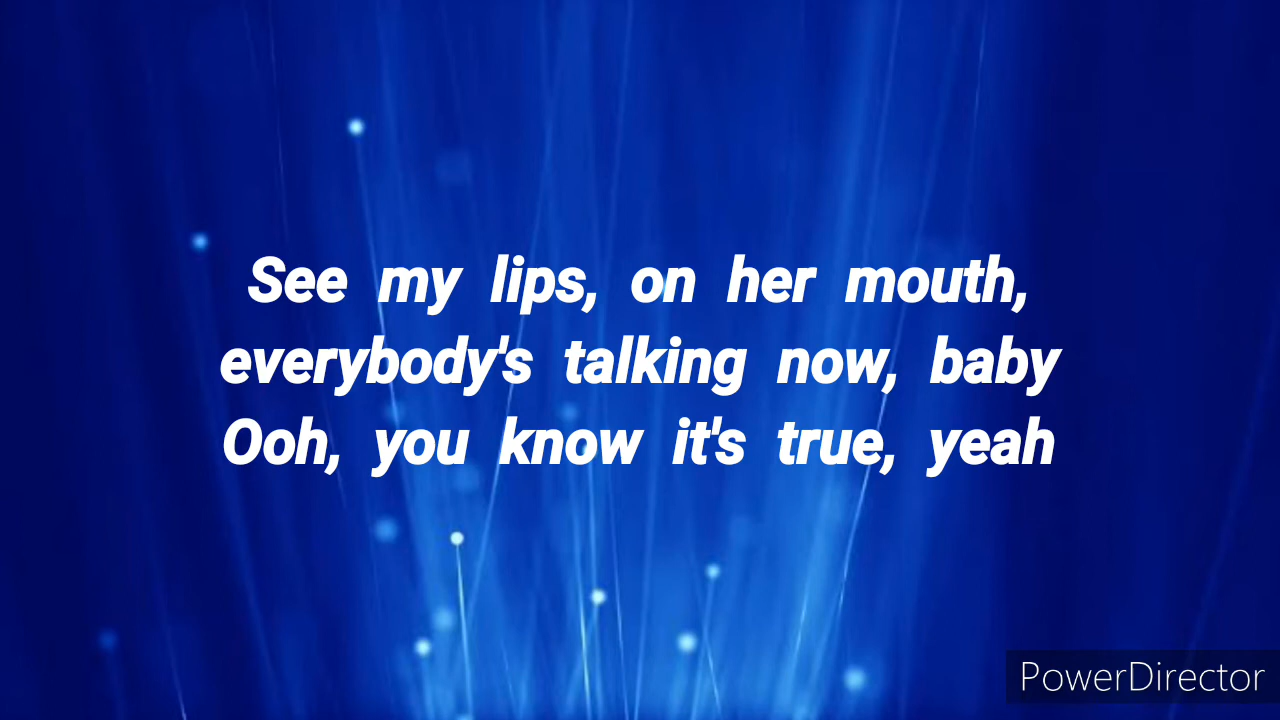 See my lips, on her mouth,
everybody's talking now, baby
Ooh, you know it's true, yeah
PowerDirector